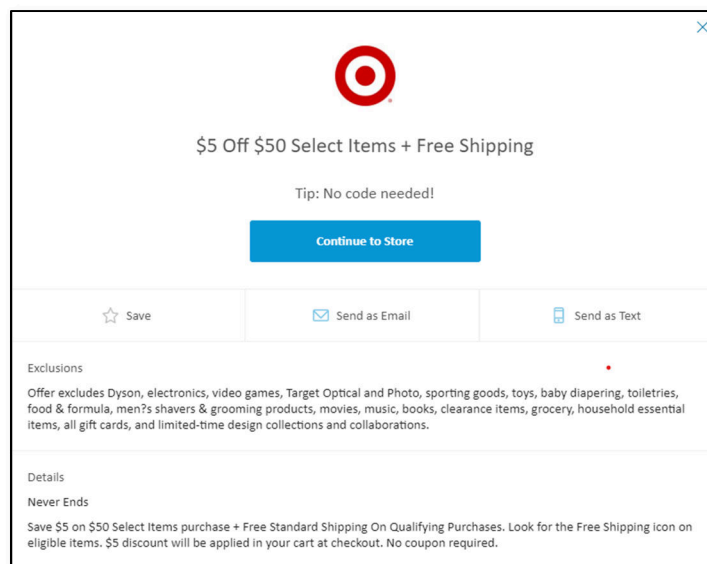 $5 Off $50 Select Items + Free Shipping
Tip: No code needed!
Continue to Store
Save
Send as Email
Send as Text
Exclusions
Offer excludes Dyson, electronics, video games, Target Optical and Photo, sporting goods, toys, baby diapering, toiletries,
food & formula, men?s shavers & grooming products, movies, music, books, clearance items, grocery, household essential
items, all gift cards, and limited-time design collections and collaborations.
Details
Never Ends
Save $5 on $50 Select Items purchase + Free Standard Shipping On Qualifying Purchases. Look for the Free Shipping icon on
eligible items. $5 discount will be applied in your cart at checkout. No coupon required.